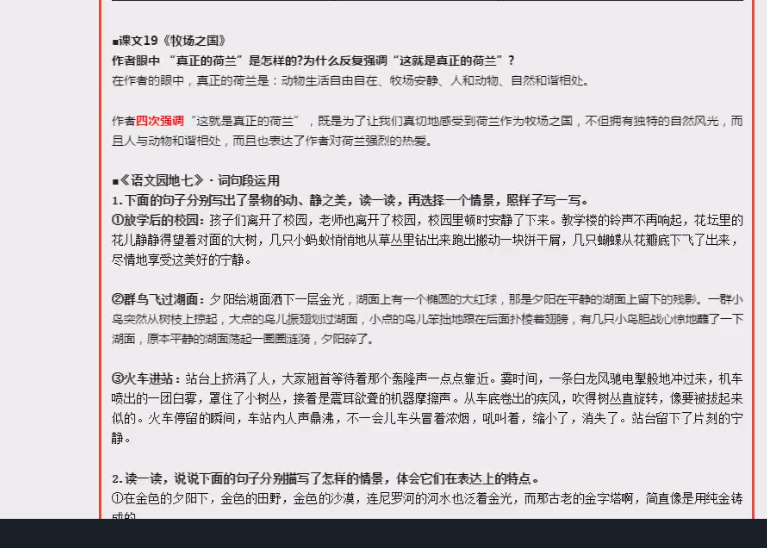 ■课文19《牧场之国》
作者眼中 “真正的荷兰”是怎样的?为什么反复强调“这就是真正的荷兰”?
在作者的眼中，真正的荷兰是：动物生活自由自在、牧场安静、人和动物、自然和谐相处。
作者四次强调“这就是真正的荷兰”，既是为了让我们真切地感受到荷兰作为牧场之国，不但拥有独特的自然风光，而
且人与动物和谐相处，而且也表达了作者对荷兰强烈的热爱。
■《语文园地七》·词句段运用
1.下面的句子分别写出了景物的动、静之美，读一读，再选择一个情景，照样子写一写。
①放学后的校园：孩子们离开了校园，老师也离开了校园，校园里顿时安静了下来。教学楼的铃声不再响起，花坛里的
花儿静静得望着对面的大树，几只小蚂蚁悄悄地从草丛里钻出来跑出搬动一块饼干屑，几只蝴蝶从花瓣底下飞了出来，
尽情地享受这美好的宁静。
②群鸟飞过湖面：夕阳给湖面洒下一层金光，湖面上有一个椭圆的大红球，那是夕阳在平静的湖面上留下的残影。一群小
鸟突然从树枝上掠起，大点的鸟儿振翅划过湖面，小点的鸟儿笨拙地跟在后面扑棱着翅膀，有几只小鸟胆战心惊地蘸了一下
湖面，原本平静的湖面荡起一圈圈涟漪，夕阳碎了。
③火车进站：站台上挤满了人，大家翘首等待着那个轰隆声一点点靠近。霎时间，一条白龙风驰电掣般地冲过来，机车
喷出的一团白雾，罩住了小树丛，接着是震耳欲聋的机器摩擦声。从车底卷出的疾风，吹得树丛直旋转，像要被拔起来
似的。火车停留的瞬间，车站内人声鼎沸，不一会儿车头冒着浓烟，吼叫着，缩小了，消失了。站台留下了片刻的宁
静。
2.读一读，说说下面的句子分别描写了怎样的情景，体会它们在表达上的特点。
①在金色的夕阳下，金色的田野，金色的沙漠，连尼罗河的河水也泛着金光，而那古老的金字塔啊，简直像是用纯金铸
成的